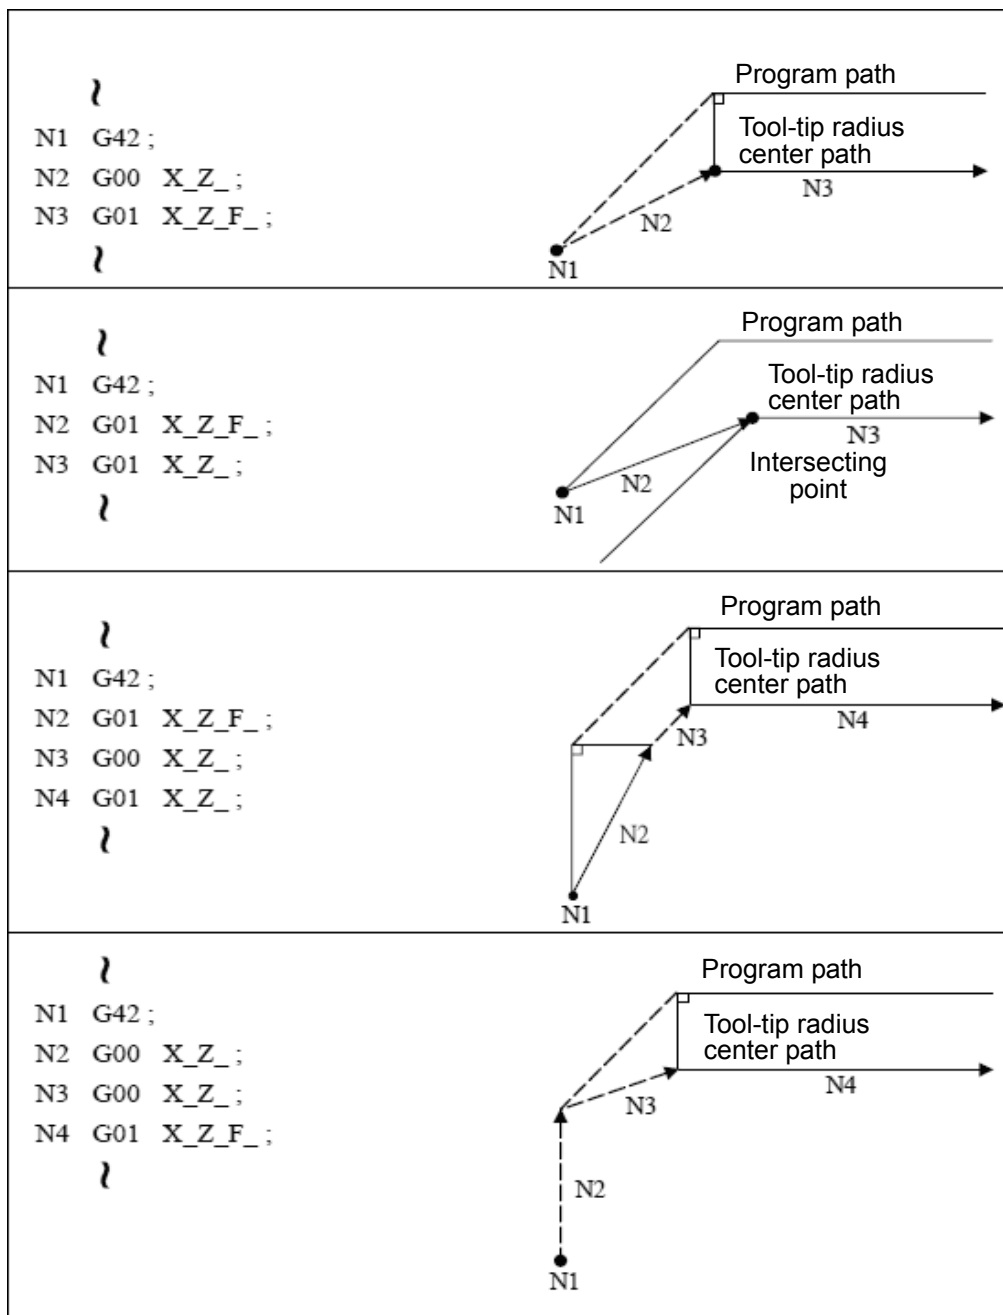 N1 G42 ;
N2 G00 X_Z_ ;
N3 G01 X_Z_F_ ;
Program path
Tool-tip radius
center path
N3
N2
N1
N1 G42 ;
N2 G01 X_Z_F_ ;
N3 G01 X_Z_ ;
Program path
Tool-tip radius
center path
N3
Intersecting
point
N2
N1
N1 G42 ;
N2 G01 X_Z_F_ ;
N3 G00 X_Z_ ;
N4 G01 X_Z_ ;
Program path
Tool-tip radius
center path
N4
N3
N2
N1
N1 G42 ;
N2 G00 X_Z_ ;
N3 G00 X_Z_ ;
N4 G01 X_Z_F_ ;
Program path
Tool-tip radius
center path
N4
N3
N2
N1